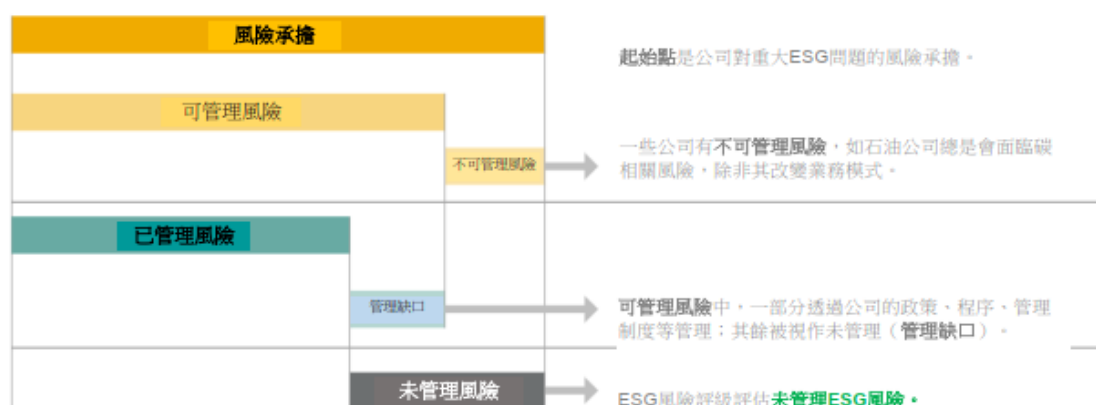 風險承擔
起始點是公司對重大ESG問題的風險承擔。
可管理風險
不可管理風險
一些公司有不可管理風險,如石油公司總是會面臨碳
相關風險,除非其改變業務模式。
已管理風險
管理缺口
可管理風險中,一部分透過公司的政策、程序、管理
制度等管理;其餘被視作未管理(管理缺口)。
未管理風險
ESG風險評級評估未管理ESG風險。